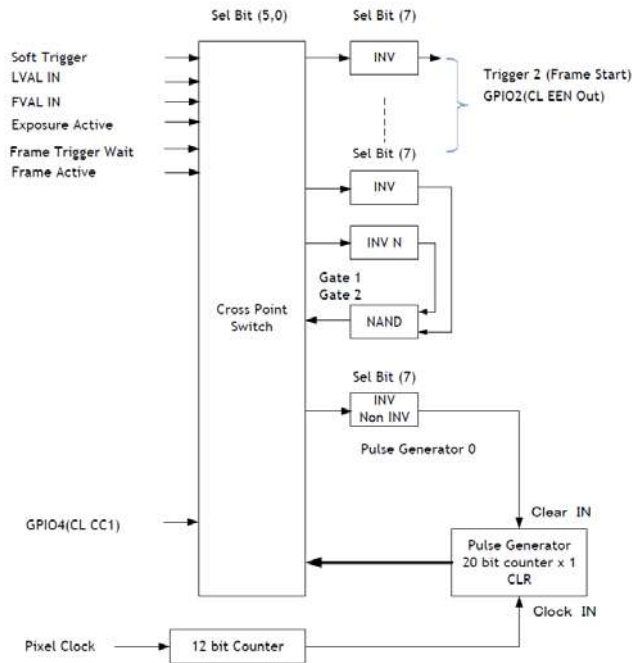 Sel Bit (5,0)
Sel Bit (7)
Soft Trigger
LVAL IN
FVAL IN
Exposure Active
Frame Trigger Wait
Frame Active
INV
Trigger 2 (Frame Start)
GPIO2(CL EEN Out)
Sel Bit (7)
INV
INV N
Gate 1
Gate 2
NAND
Cross Point
Switch
Sel Bit (7)
INV
Non INV
Pulse Generator 0
GPIO4(CL CC1)
Clear IN
Pulse Generator
20 bit counter x 1
CLR
Clock IN
Pixel Clock
12 bit Counter